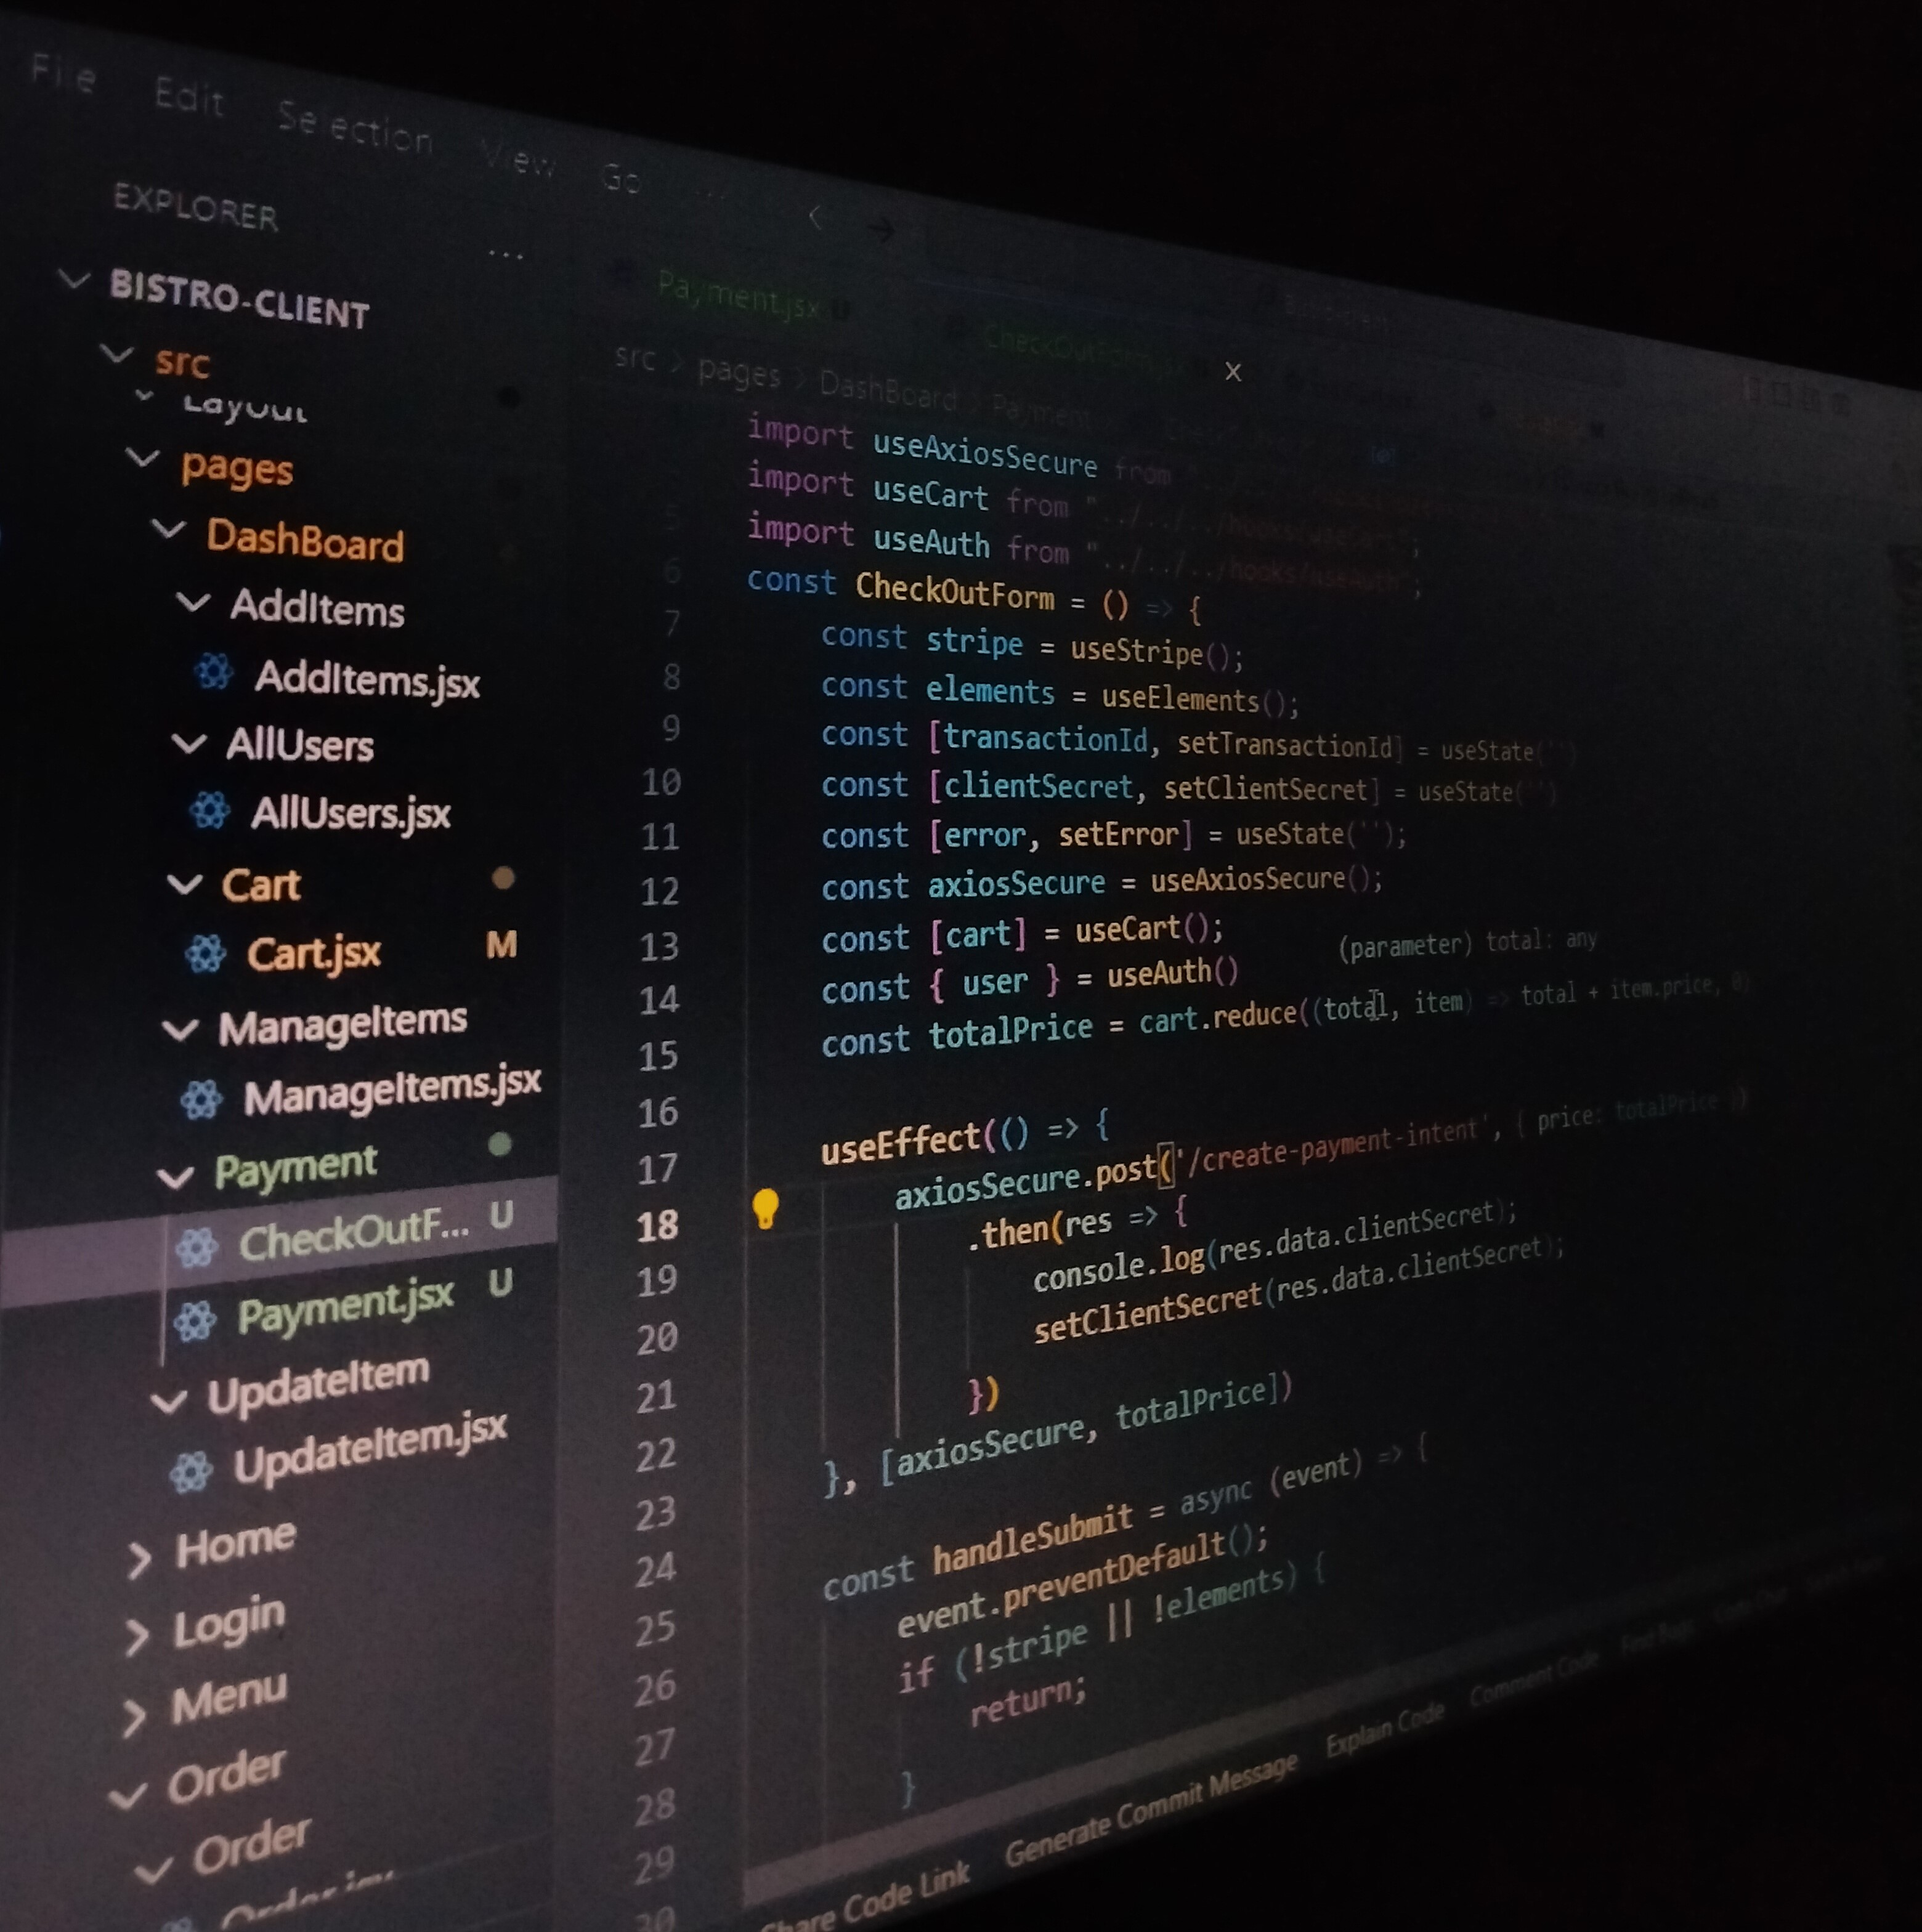 File Edit Selection View Go
EXPLORER ...
BISTRO-CLIENT
src
Layout
pages
DashBoard
AddItems
AddItems.jsx
AllUsers
AllUsers.jsx
Cart
Cart.jsx M
ManageItems
ManageItems.jsx
Payment
CheckOutF... U
Payment.jsx U
UpdateItem
UpdateItem.jsx
Home
Login
Menu
Order
Order
Payment.jsx U CheckOutForm.jsx X
src > pages > DashBoard > Payment
import useAxiosSecure from "
5 import useCart from "../../../hooks/useCart";
6 import useAuth from "../../../hooks/useAuth";
const CheckOutForm = () => {
7 const stripe = useStripe();
8 const elements = useElements();
9 const [transactionId, setTransactionId] = useState('')
10 const [clientSecret, setClientSecret] = useState('')
11 const [error, setError] = useState('');
12 const axiosSecure = useAxiosSecure();
13 const [cart] = useCart();
(parameter) total: any
14 const { user } = useAuth()
15 const totalPrice = cart.reduce((total, item) => total + item.price, 0)
16
17 useEffect(() => {
18 axiosSecure.post('/create-payment-intent', { price: totalPrice })
19 .then(res => {
20 console.log(res.data.clientSecret);
21 setClientSecret(res.data.clientSecret);
22 })
23 }, [axiosSecure, totalPrice])
24
25 const handleSubmit = async (event) => {
26 event.preventDefault();
27 if (!stripe || !elements) {
28 return;
29 }
30
Share Code Link Generate Commit Message Explain Code Comment Code Find Bugs